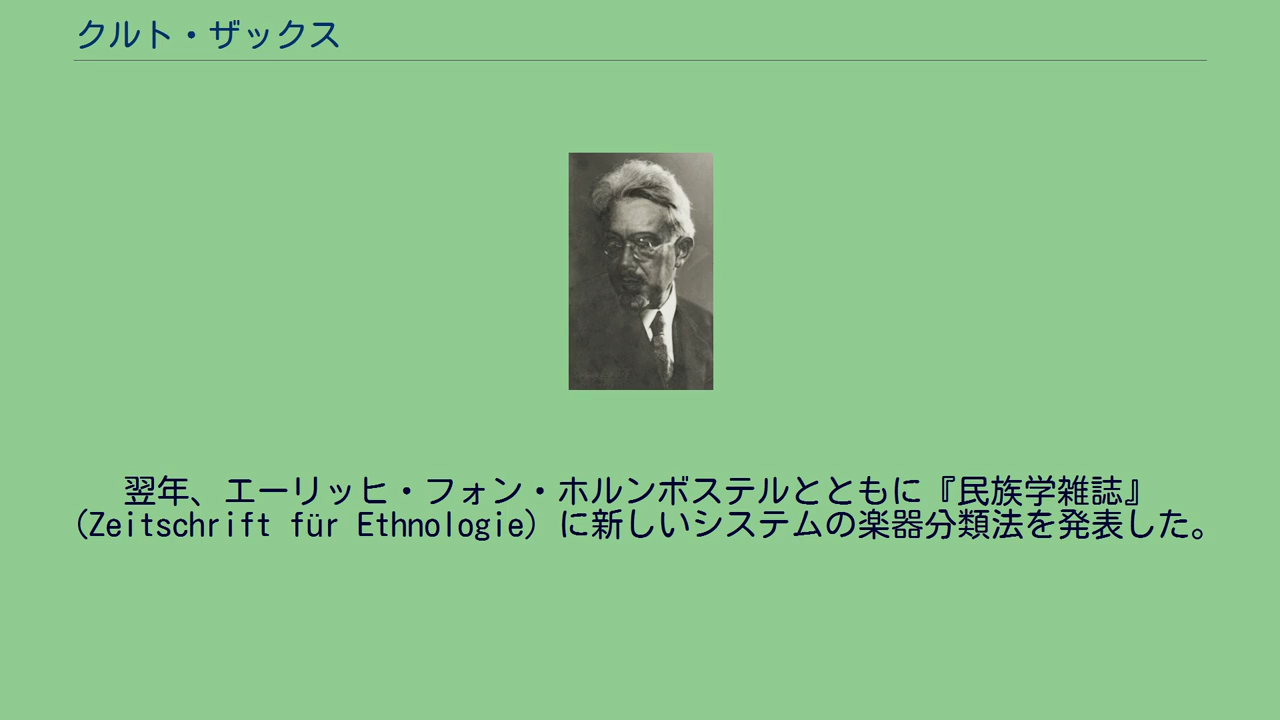 クルト・ザックス
翌年、エーリッヒ・フォン・ホルンボステルとともに『民族学雑誌』
(Zeitschrift für Ethnologie) に新しいシステムの楽器分類法を発表した。